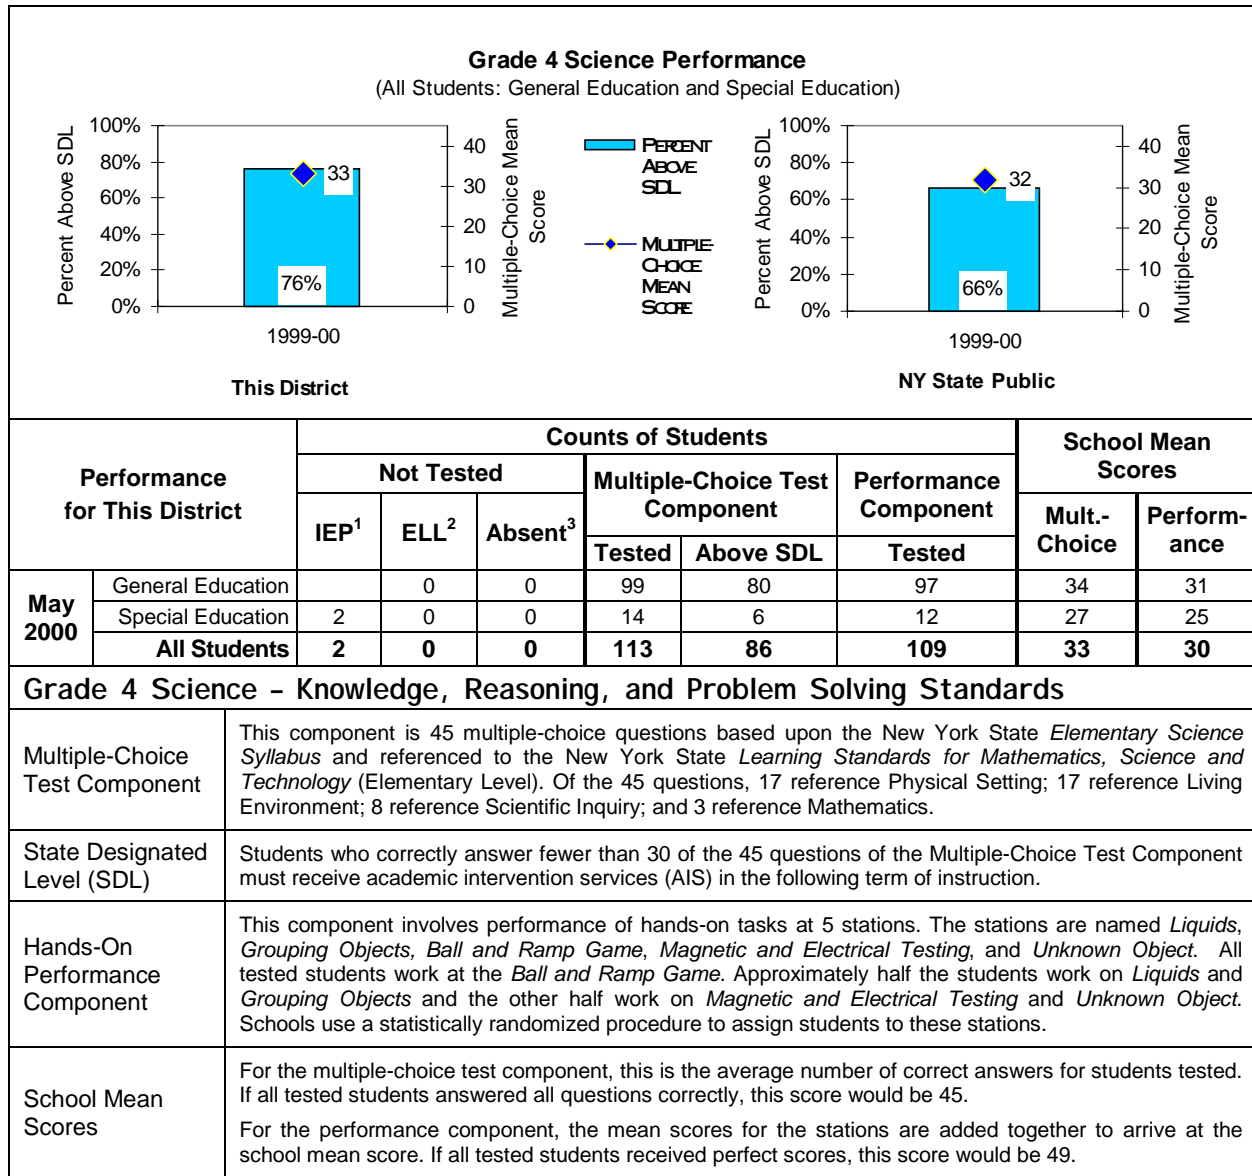 Grade 4 Science Performance
(All Students: General Education and Special Education)
Percent Above SDL
100%
80%
60%
40%
20%
0%
33
76%
40
30
20
10
0
Multiple-Choice Mean
Score
1999-00
This District
PERCENT
ABOVE
SDL
MULTIPLE-
CHOICE
MEAN
SCORE
Percent Above SDL
100%
80%
60%
40%
20%
0%
32
66%
40
30
20
10
0
Multiple-Choice Mean
Score
1999-00
NY State Public
Performance
for This District
Counts of Students
School Mean
Scores
Not Tested
Multiple-Choice Test
Component
Performance
Component
IEP1
ELL2
Absent3
Mult.-
Choice
Perform-
ance
Tested
Above SDL
Tested
May
2000
General Education 0 0 99 80 97 34 31
Special Education 2 0 0 14 6 12 27 25
All Students 2 0 0 113 86 109 33 30
Grade 4 Science – Knowledge, Reasoning, and Problem Solving Standards
Multiple-Choice
Test Component
This component is 45 multiple-choice questions based upon the New York State Elementary Science
Syllabus and referenced to the New York State Learning Standards for Mathematics, Science and
Technology (Elementary Level). Of the 45 questions, 17 reference Physical Setting; 17 reference Living
Environment; 8 reference Scientific Inquiry; and 3 reference Mathematics.
State Designated
Level (SDL)
Students who correctly answer fewer than 30 of the 45 questions of the Multiple-Choice Test Component
must receive academic intervention services (AIS) in the following term of instruction.
Hands-On
Performance
Component
This component involves performance of hands-on tasks at 5 stations. The stations are named Liquids,
Grouping Objects, Ball and Ramp Game, Magnetic and Electrical Testing, and Unknown Object. All
tested students work at the Ball and Ramp Game. Approximately half the students work on Liquids and
Grouping Objects and the other half work on Magnetic and Electrical Testing and Unknown Object.
Schools use a statistically randomized procedure to assign students to these stations.
School Mean
Scores
For the multiple-choice test component, this is the average number of correct answers for students tested.
If all tested students answered all questions correctly, this score would be 45.
For the performance component, the mean scores for the stations are added together to arrive at the
school mean score. If all tested students received perfect scores, this score would be 49.